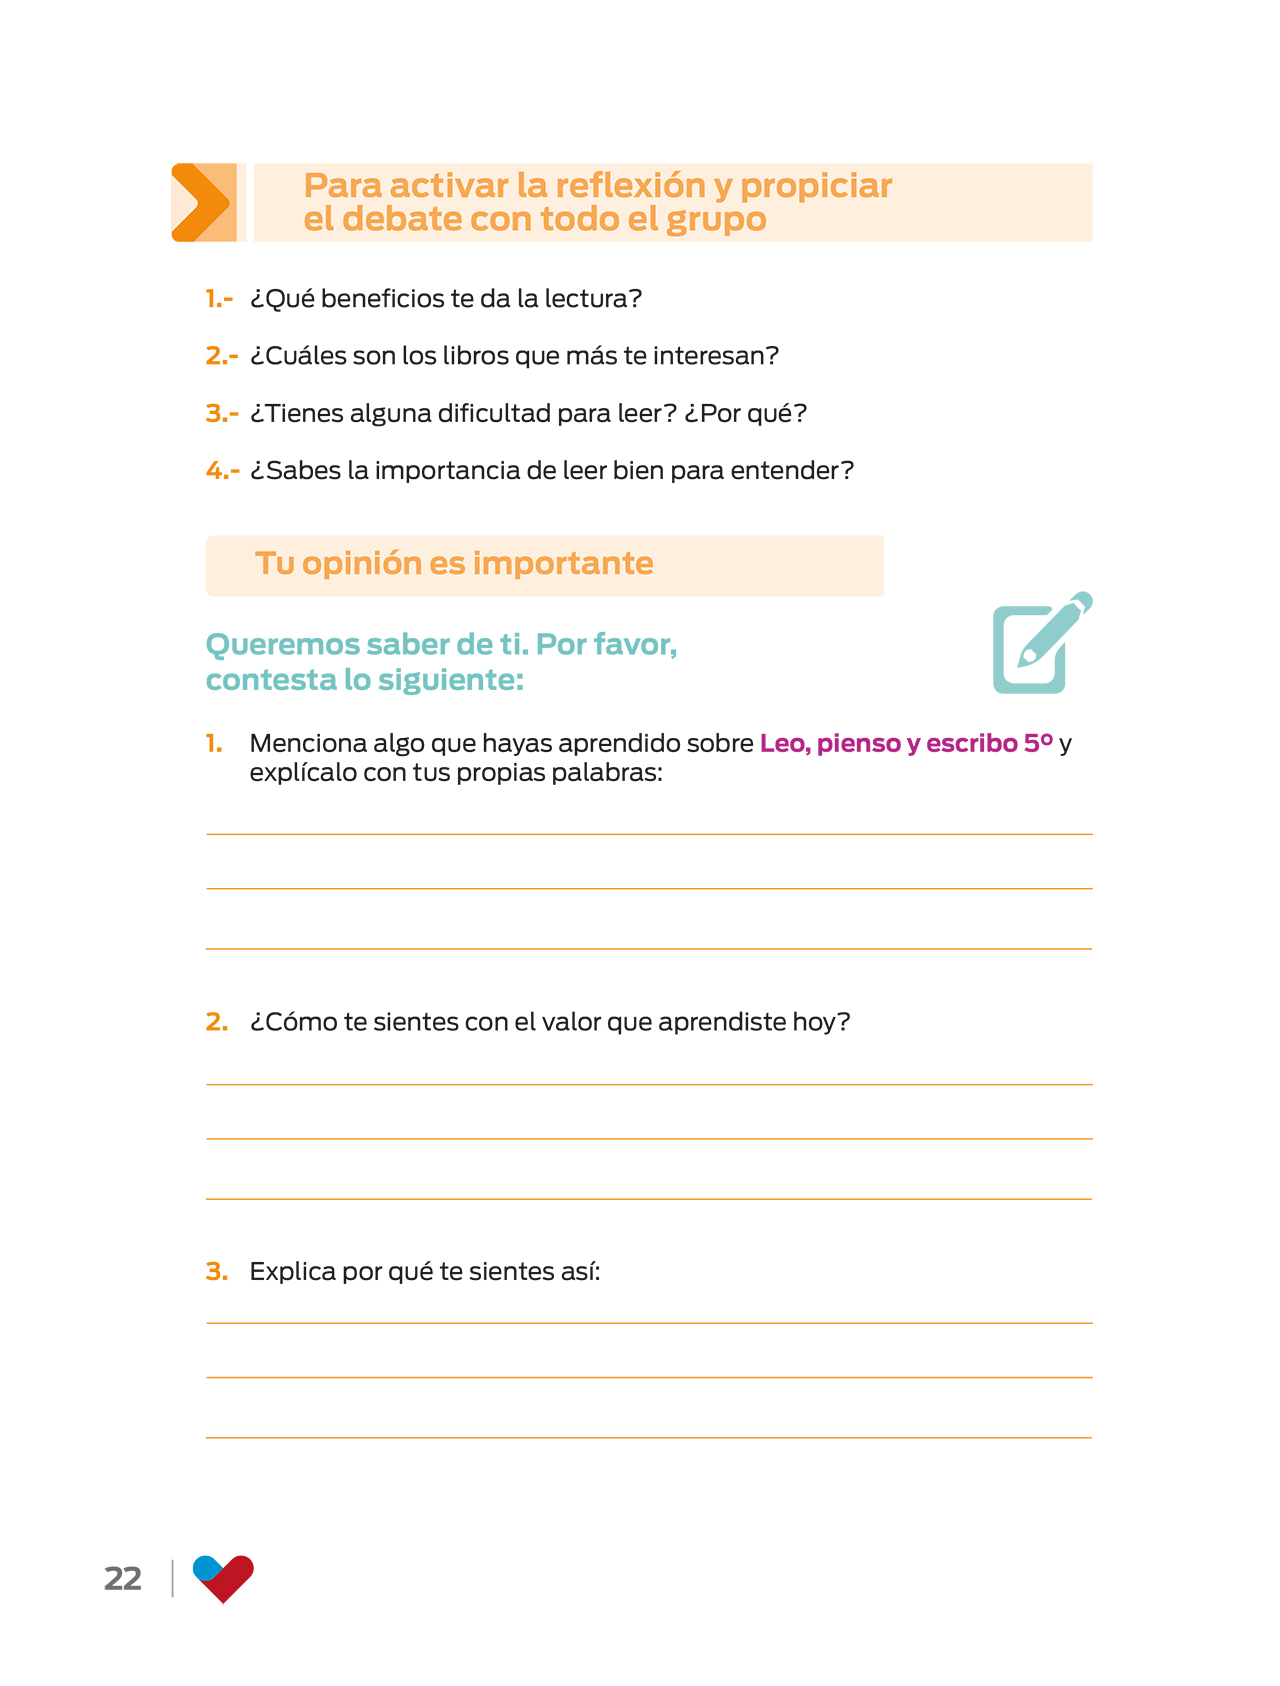 Para activar la reflexión y propiciar
el debate con todo el grupo
1.- ¿Qué beneficios te da la lectura?
2.- ¿Cuáles son los libros que más te interesan?
3.- ¿Tienes alguna dificultad para leer? ¿Por qué?
4.- ¿Sabes la importancia de leer bien para entender?
Tu opinión es importante
Queremos saber de ti. Por favor,
contesta lo siguiente:
1. Menciona algo que hayas aprendido sobre Leo, pienso y escribo 5º y
explícalo con tus propias palabras:
2. ¿Cómo te sientes con el valor que aprendiste hoy?
3. Explica por qué te sientes así:
22